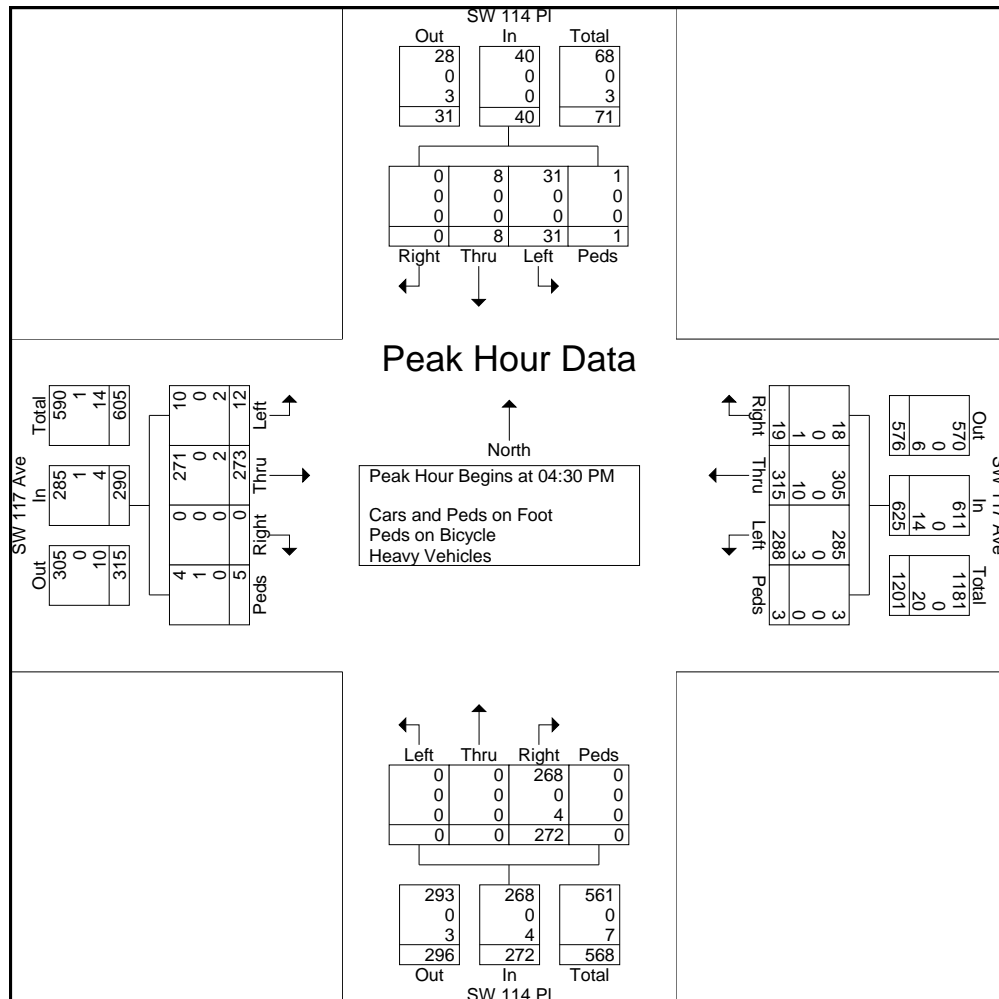 SW 114 Pl
Out In Total
28 40 68
0 0 0
3 0 3
31 40 71
0 8 31 1
0 0 0 0
0 0 0 0
0 8 31 1
Right Thru Left Peds
Peak Hour Data
North
Peak Hour Begins at 04:30 PM
Cars and Peds on Foot
Peds on Bicycle
Heavy Vehicles
SW 117 Ave
Total In Out
590 285 305
1 1 0
14 4 10
605 290 315
10 271 0 4
0 0 0 1
2 2 0 0
12 273 0 5
Left Thru Right Peds
SW 117 Ave
Out In Total
570 611 1181
0 0 0
6 14 20
576 625 1201
18 305 285 3
0 0 0 0
1 10 3 0
19 315 288 3
Right Thru Left Peds
Left Thru Right Peds
0 0 268 0
0 0 0 0
0 0 4 0
0 0 272 0
293 268 561
0 0 0
3 4 7
296 272 568
Out In Total
SW 114 Pl